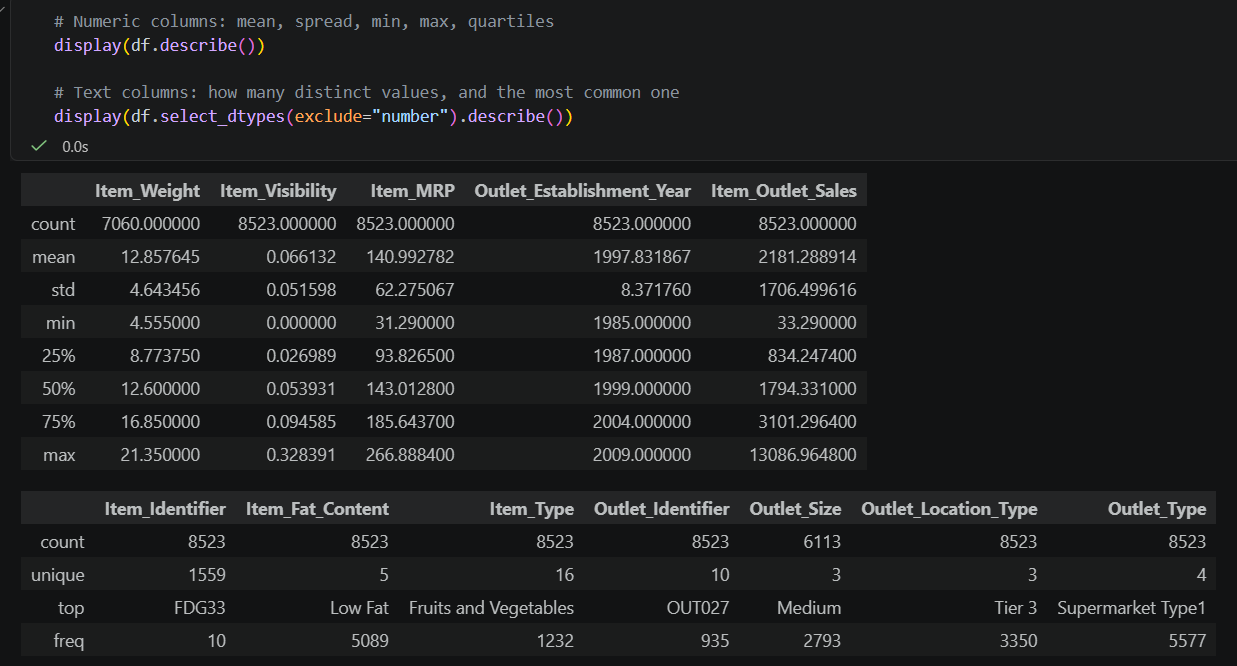 # Numeric columns: mean, spread, min, max, quartiles
display(df.describe())
# Text columns: how many distinct values, and the most common one
display(df.select_dtypes(exclude="number").describe())
0.0s
Item_Weight Item_Visibility Item_MRP Outlet_Establishment_Year Item_Outlet_Sales
count 7060.000000 8523.000000 8523.000000 8523.000000 8523.000000
mean 12.857645 0.066132 140.992782 1997.831867 2181.288914
std 4.643456 0.051598 62.275067 8.371760 1706.499616
min 4.555000 0.000000 31.290000 1985.000000 33.290000
25% 8.773750 0.026989 93.826500 1987.000000 834.247400
50% 12.600000 0.053931 143.012800 1999.000000 1794.331000
75% 16.850000 0.094585 185.643700 2004.000000 3101.296400
max 21.350000 0.328391 266.888400 2009.000000 13086.964800
Item_Identifier Item_Fat_Content Item_Type Outlet_Identifier Outlet_Size Outlet_Location_Type Outlet_Type
count 8523 8523 8523 8523 6113 8523 8523
unique 1559 5 16 10 3 3 4
top FDG33 Low Fat Fruits and Vegetables OUT027 Medium Tier 3 Supermarket Type1
freq 10 5089 1232 935 2793 3350 5577